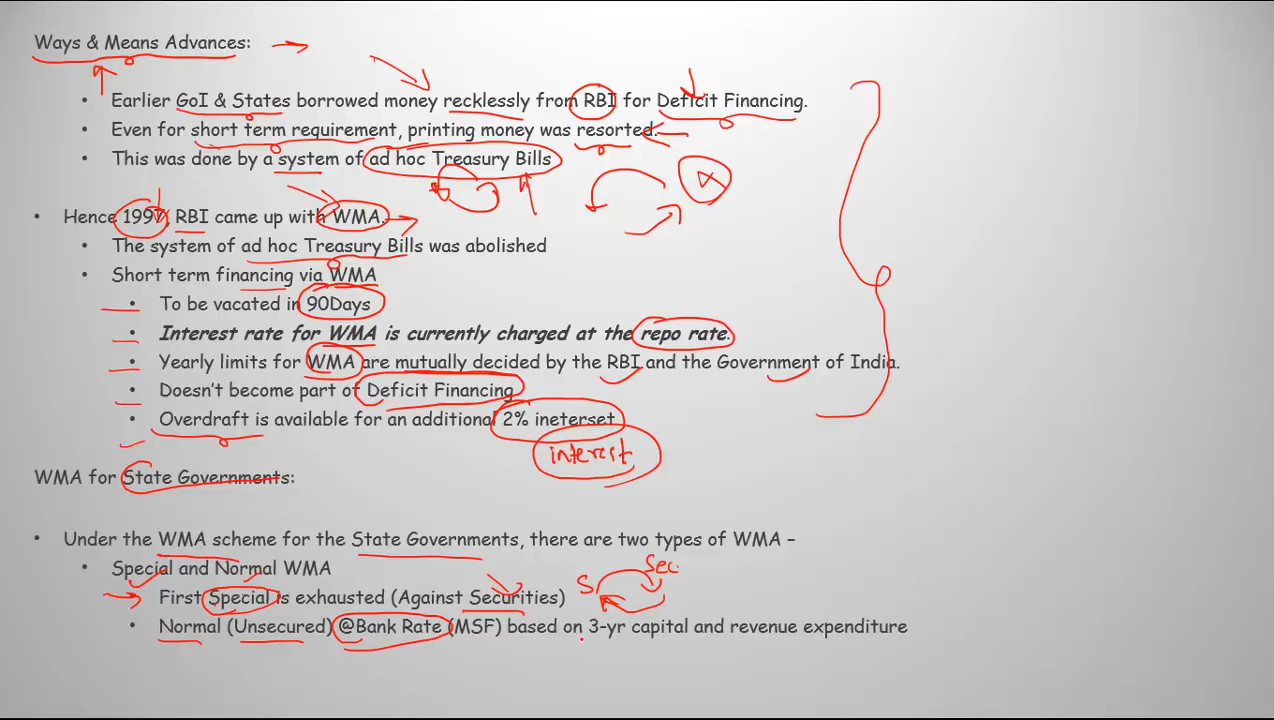 Ways & Means Advances:
• Earlier GoI & States borrowed money recklessly from RBI for Deficit Financing.
• Even for short term requirement, printing money was resorted.
• This was done by a system of ad hoc Treasury Bills
• Hence 1997, RBI came up with WMA.
• The system of ad hoc Treasury Bills was abolished
• Short term financing via WMA
• To be vacated in 90Days
• Interest rate for WMA is currently charged at the repo rate.
• Yearly limits for WMA are mutually decided by the RBI and the Government of India.
• Doesn't become part of Deficit Financing
• Overdraft is available for an additional 2% ineterset
interest
WMA for State Governments:
• Under the WMA scheme for the State Governments, there are two types of WMA –
• Special and Normal WMA
• First Special is exhausted (Against Securities)
S Sec.
• Normal (Unsecured) @Bank Rate (MSF) based on 3-yr capital and revenue expenditure